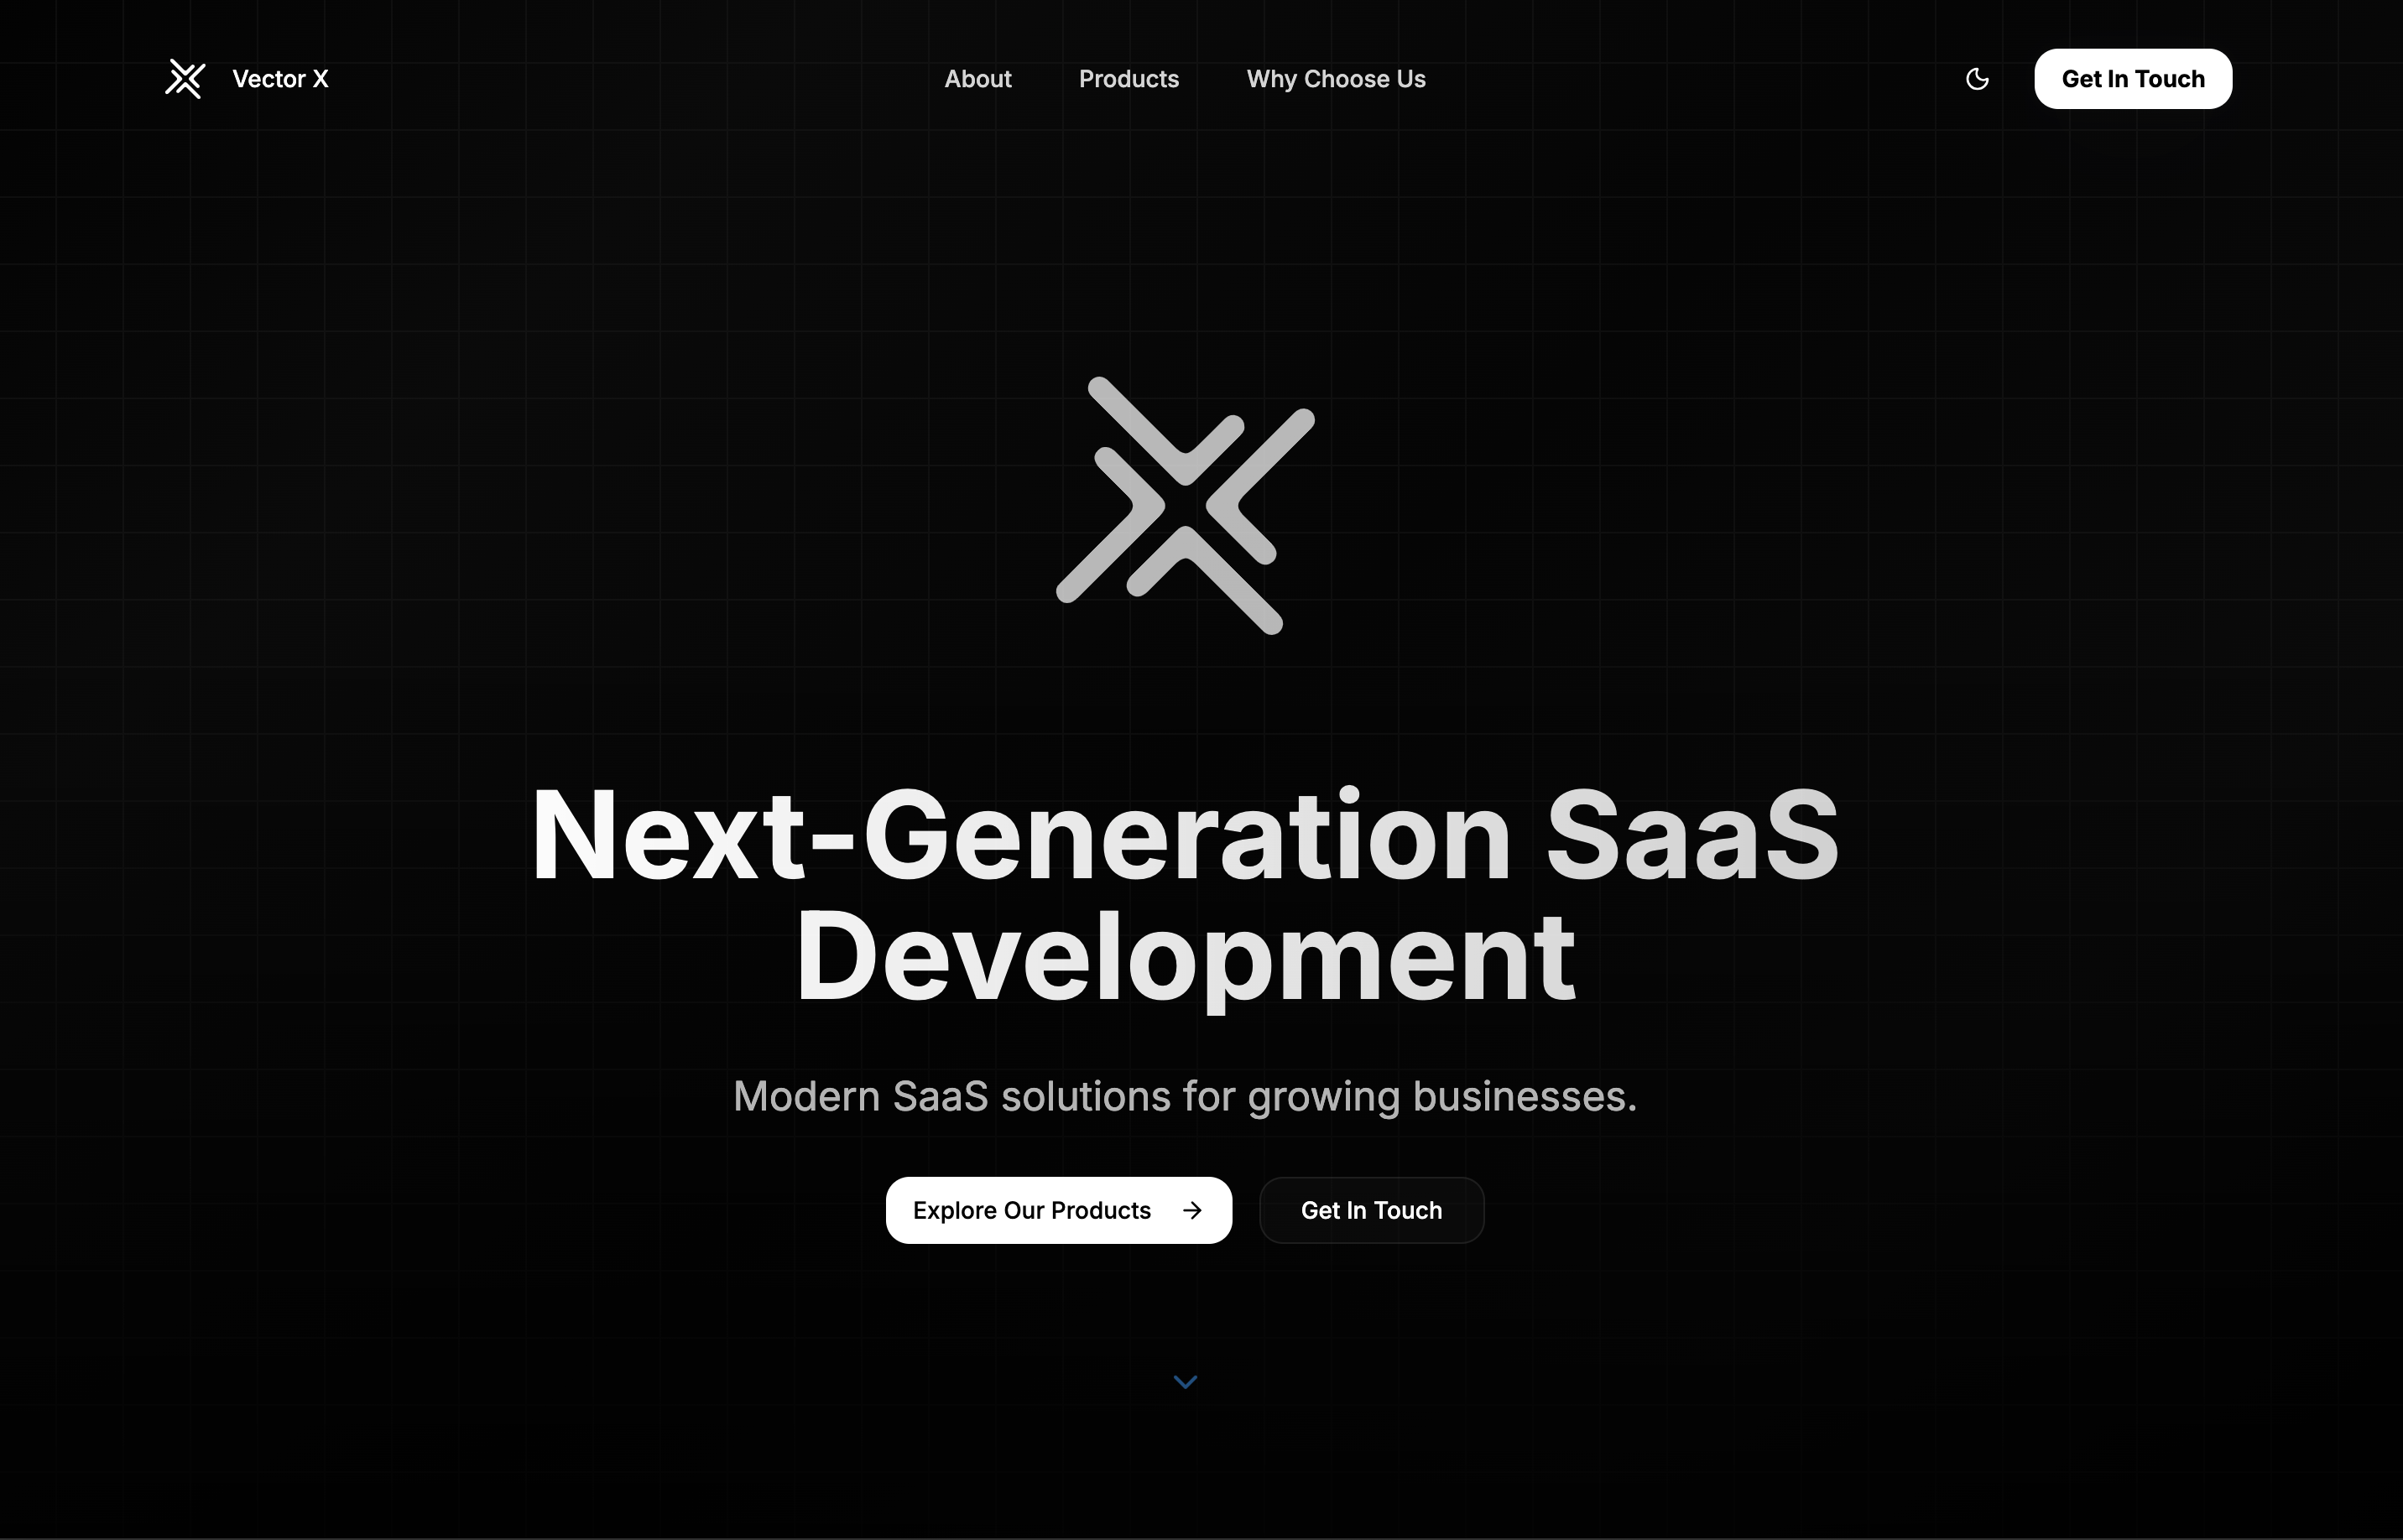 Vector X
About
Products
Why Choose Us
Get In Touch
Next-Generation SaaS
Development
Modern SaaS solutions for growing businesses.
Explore Our Products
Get In Touch